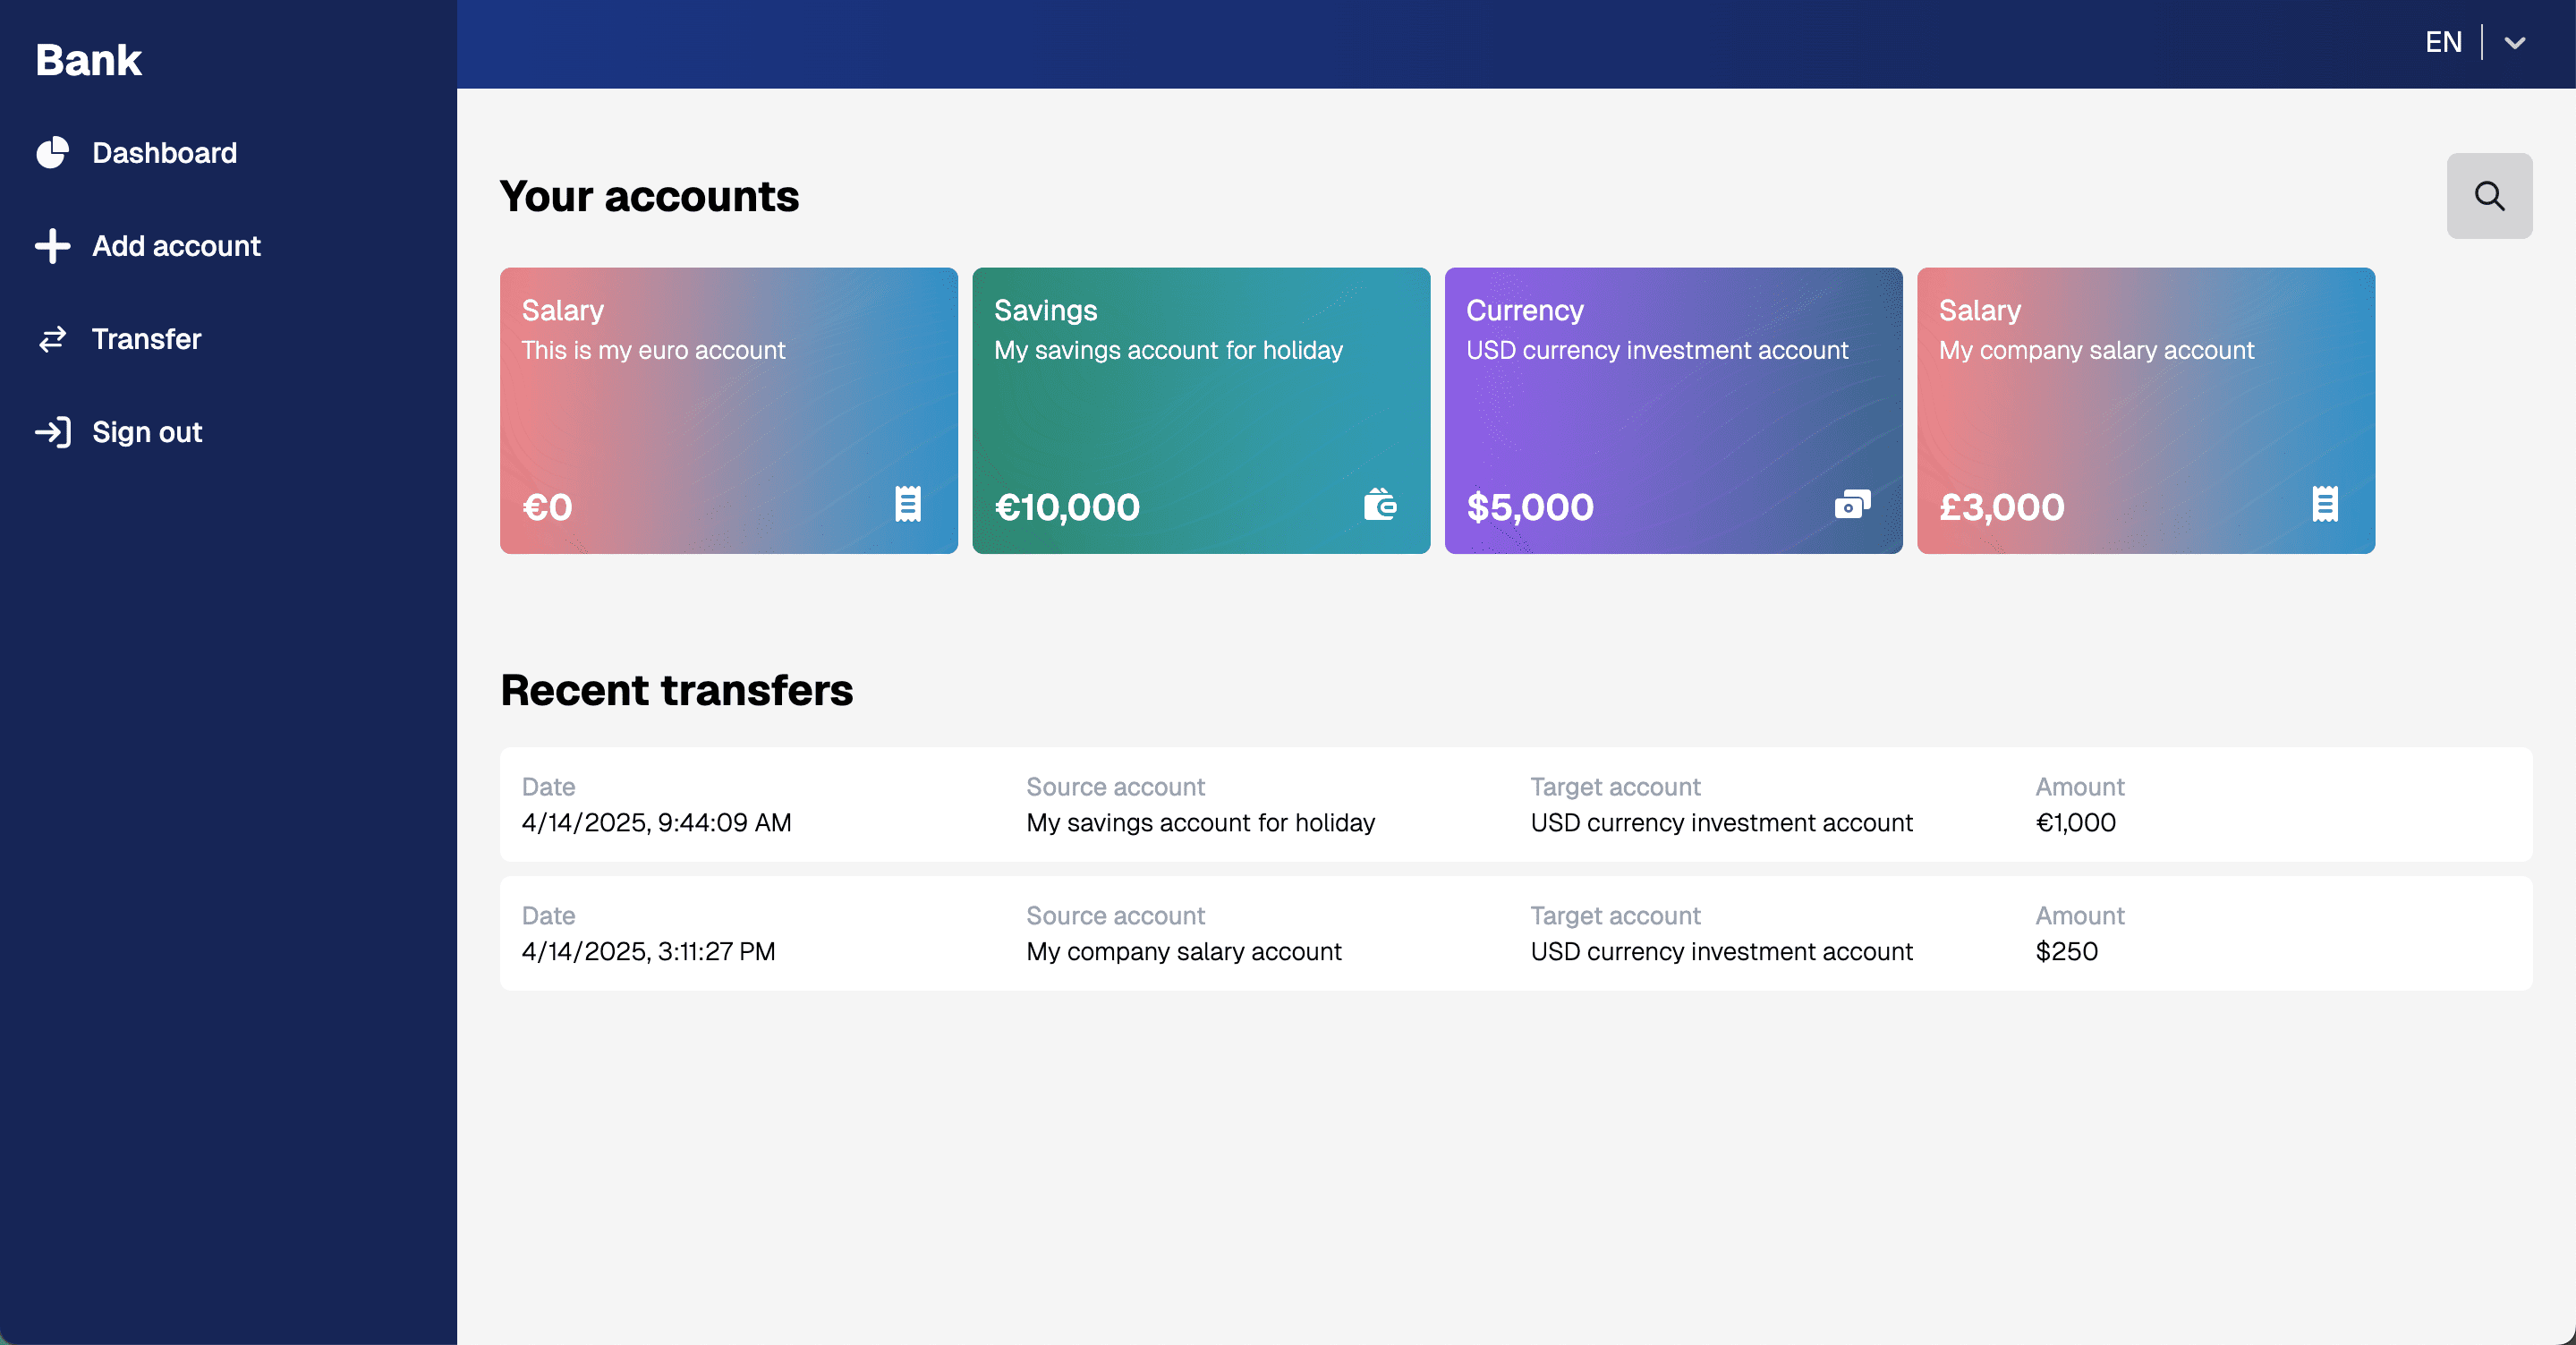 Bank
Dashboard
Add account
Transfer
Sign out
EN
Your accounts
Salary
This is my euro account
€0
Savings
My savings account for holiday
€10,000
Currency
USD currency investment account
$5,000
Salary
My company salary account
£3,000
Recent transfers
Date
4/14/2025, 9:44:09 AM
Source account
My savings account for holiday
Target account
USD currency investment account
Amount
€1,000
Date
4/14/2025, 3:11:27 PM
Source account
My company salary account
Target account
USD currency investment account
Amount
$250